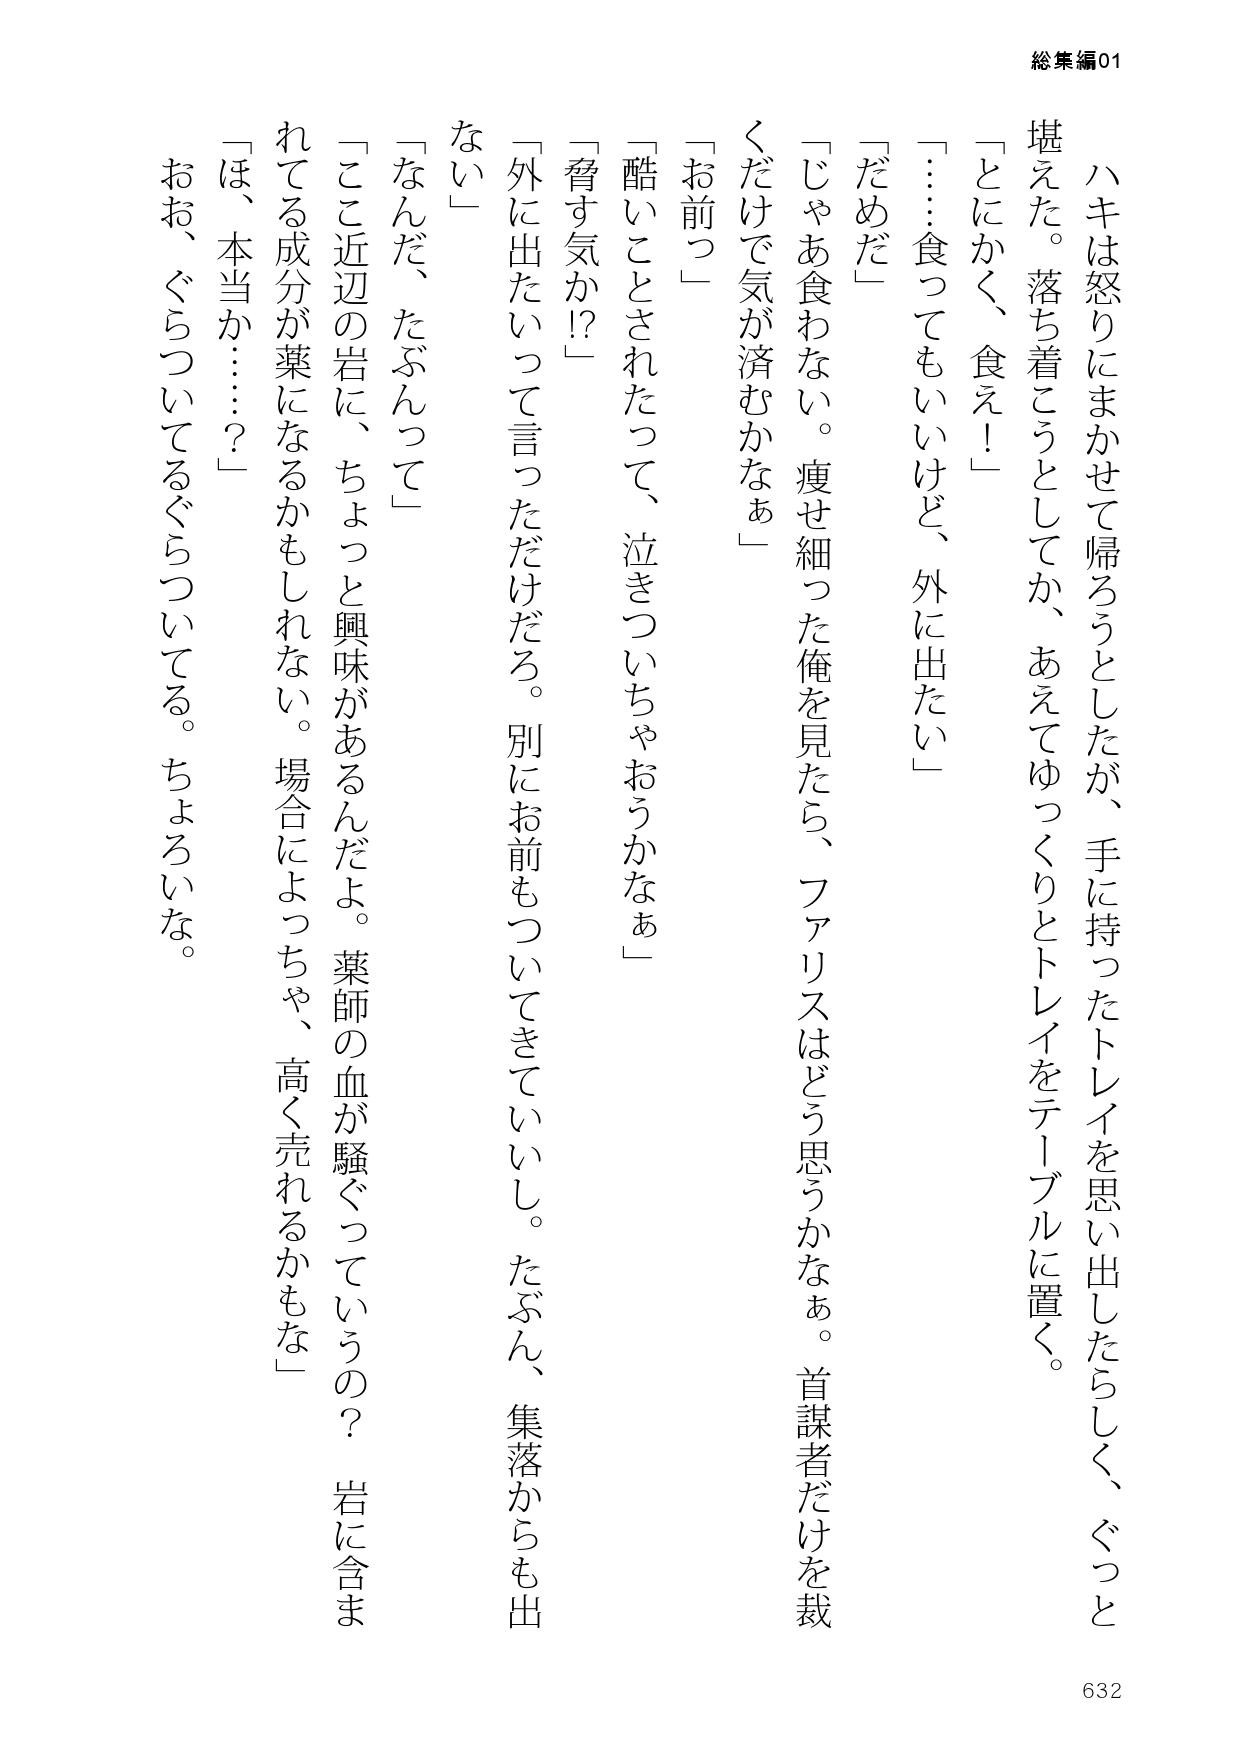 総集編01
　ハキは怒りにまかせて帰ろうとしたが、手に持ったトレイを思い出したらしく、ぐっと
堪えた。落ち着こうとしてか、あえてゆっくりとトレイをテーブルに置く。
「とにかく、食え！」
「……食ってもいいけど、外に出たい」
「だめだ」
「じゃあ食わない。痩せ細った俺を見たら、ファリスはどう思うかなぁ。首謀者だけを裁
くだけで気が済むかなぁ」
「お前っ」
「酷いことされたって、泣きついちゃおうかなぁ」
「脅す気か!?」
「外に出たいって言っただけだろ。別にお前もついてきていいし。たぶん、集落からも出
ない」
「なんだ、たぶんって」
「ここ近辺の岩に、ちょっと興味があるんだよ。薬師の血が騒ぐっていうの？　岩に含ま
れてる成分が薬になるかもしれない。場合によっちゃ、高く売れるかもな」
「ほ、本当か……？」
　おお、ぐらついてるぐらついてる。ちょろいな。
632